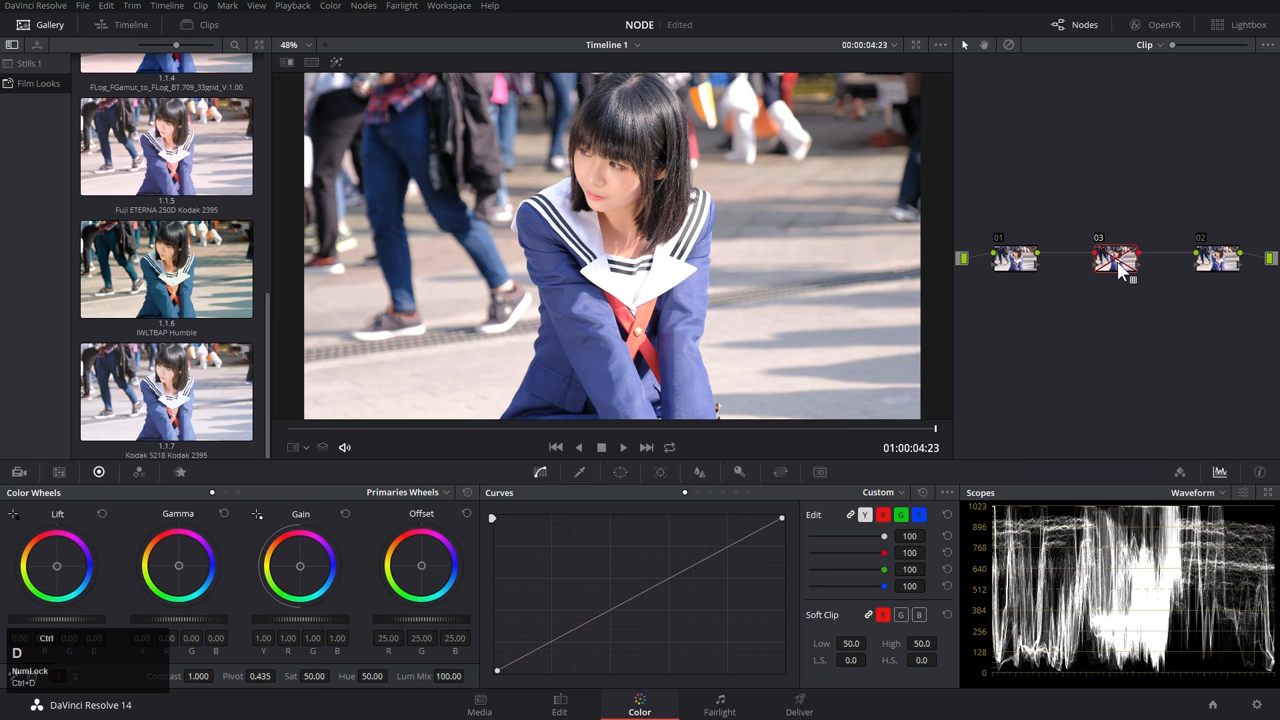 DaVinci Resolve File Edit Trim Timeline Clip Mark View Playback Color Nodes Fairlight Workspace Help
Gallery Timeline Clips NODE Edited Nodes OpenFX Lightbox
48% Timeline 1 00:00:04:23 Clip
Stills 1
Film Looks
1.1.4
FLog_FGamut_to_FLog_BT.709_33grid_V.1.00
1.1.5
Fuji ETERNA 250D Kodak 2395
1.1.6
IWLTBAP Humble
1.1.7
Kodak 5218 Kodak 2395
01 03 02
01:00:04:23
Color Wheels Primaries Wheels Curves Custom Scopes Waveform
Lift Gamma Gain Offset
Edit Y R G
100
100
100
100
Soft Clip R G B
Low 50.0 High 50.0
L.S. 0.0 H.S. 0.0
1023
896
768
640
512
384
256
128
0
0.00 0.00 0.00 1.00 1.00 1.00 1.00 25.00 25.00 25.00
R G B Y R G B R G B
Ctrl
D
NumLock
Ctrl+D
Contrast 1.000 Pivot 0.435 Sat 50.00 Hue 50.00 Lum Mix 100.00
DaVinci Resolve 14 Media Edit Color Fairlight Deliver